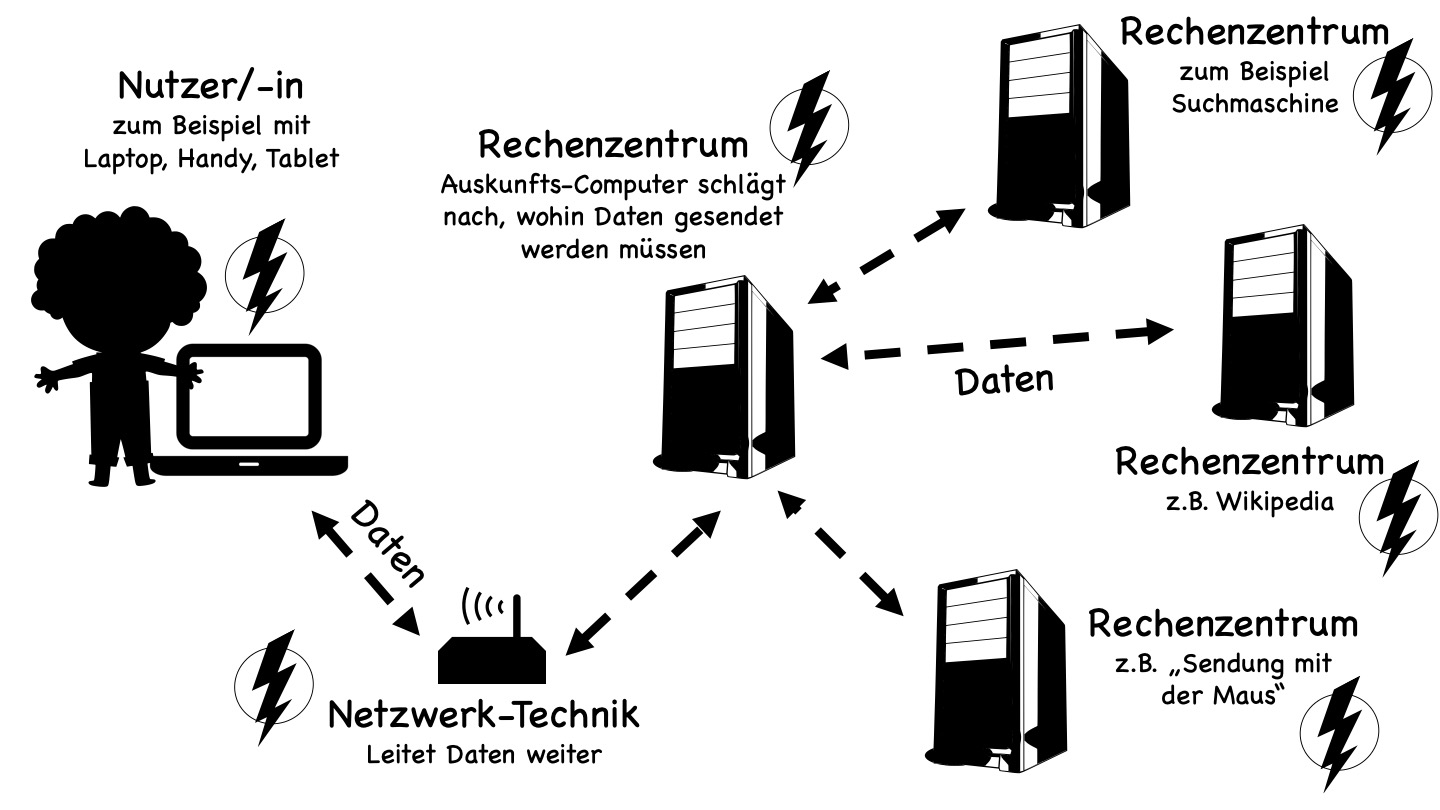 Nutzer/-in
zum Beispiel mit
Laptop, Handy, Tablet
Daten
Netzwerk-Technik
Leitet Daten weiter
Rechenzentrum
Auskunfts-Computer schlägt
nach, wohin Daten gesendet
werden müssen
Daten
Rechenzentrum
zum Beispiel
Suchmaschine
Rechenzentrum
z.B. Wikipedia
Rechenzentrum
z.B. „Sendung mit
der Maus“